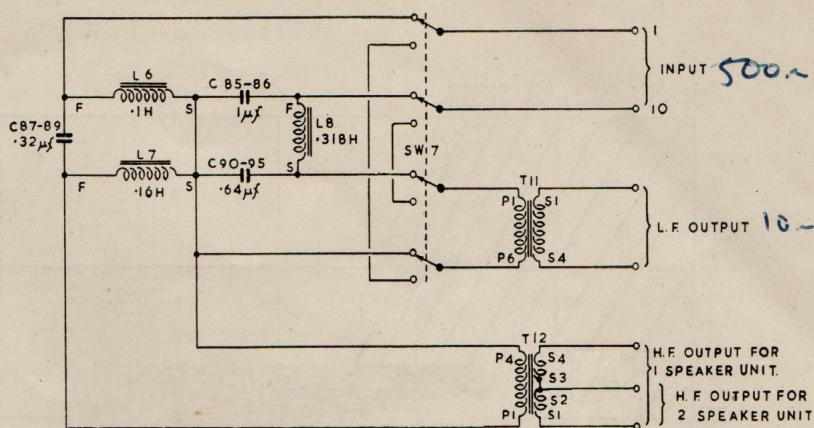 1
INPUT 500~
10
L6
F S
.1H
C 85-86
1μf
F
L8
.318H
S
C87-89
.32μf
L7
F S
.16H
C90-95
.64μf
SW17
T11
P1 S1
P6 S4
L.F. OUTPUT 10~
T12
P4 S4
S3
S2
P1 S1
H.F. OUTPUT FOR
1 SPEAKER UNIT.
H.F. OUTPUT FOR
2 SPEAKER UNIT